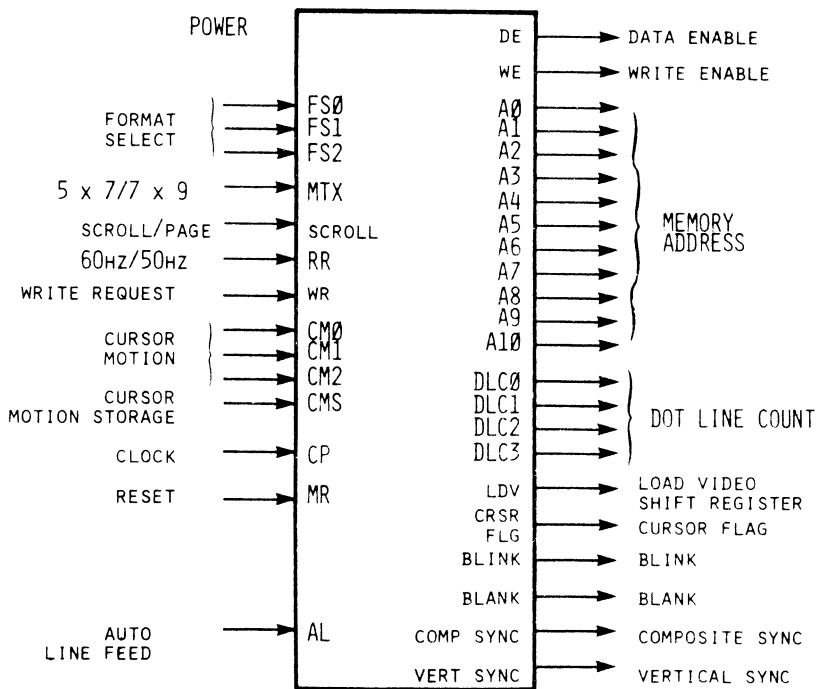 POWER
FORMAT
SELECT
5 x 7/7 x 9
SCROLL/PAGE
60HZ/50HZ
WRITE REQUEST
CURSOR
MOTION
CURSOR
MOTION STORAGE
CLOCK
RESET
AUTO
LINE FEED
FS0
FS1
FS2
MTX
SCROLL
RR
WR
CM0
CM1
CM2
CMS
CP
MR
AL
DE
WE
A0
A1
A2
A3
A4
A5
A6
A7
A8
A9
A10
DLC0
DLC1
DLC2
DLC3
LDV
CRSR
FLG
BLINK
BLANK
COMP SYNC
VERT SYNC
DATA ENABLE
WRITE ENABLE
MEMORY
ADDRESS
DOT LINE COUNT
LOAD VIDEO
SHIFT REGISTER
CURSOR FLAG
BLINK
BLANK
COMPOSITE SYNC
VERTICAL SYNC